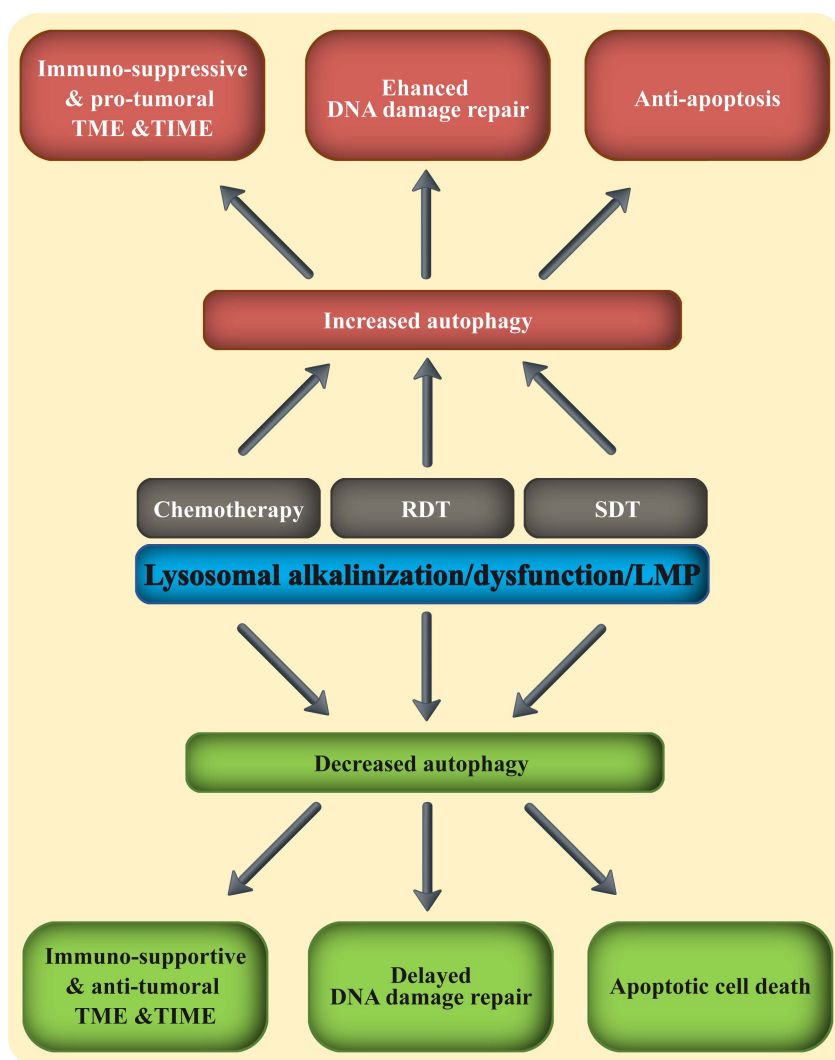 Immuno-suppressive
& pro-tumoral
TME &TIME
Ehanced
DNA damage repair
Anti-apoptosis
Increased autophagy
Chemotherapy
RDT
SDT
Lysosomal alkalinization/dysfunction/LMP
Decreased autophagy
Immuno-supportive
& anti-tumoral
TME &TIME
Delayed
DNA damage repair
Apoptotic cell death